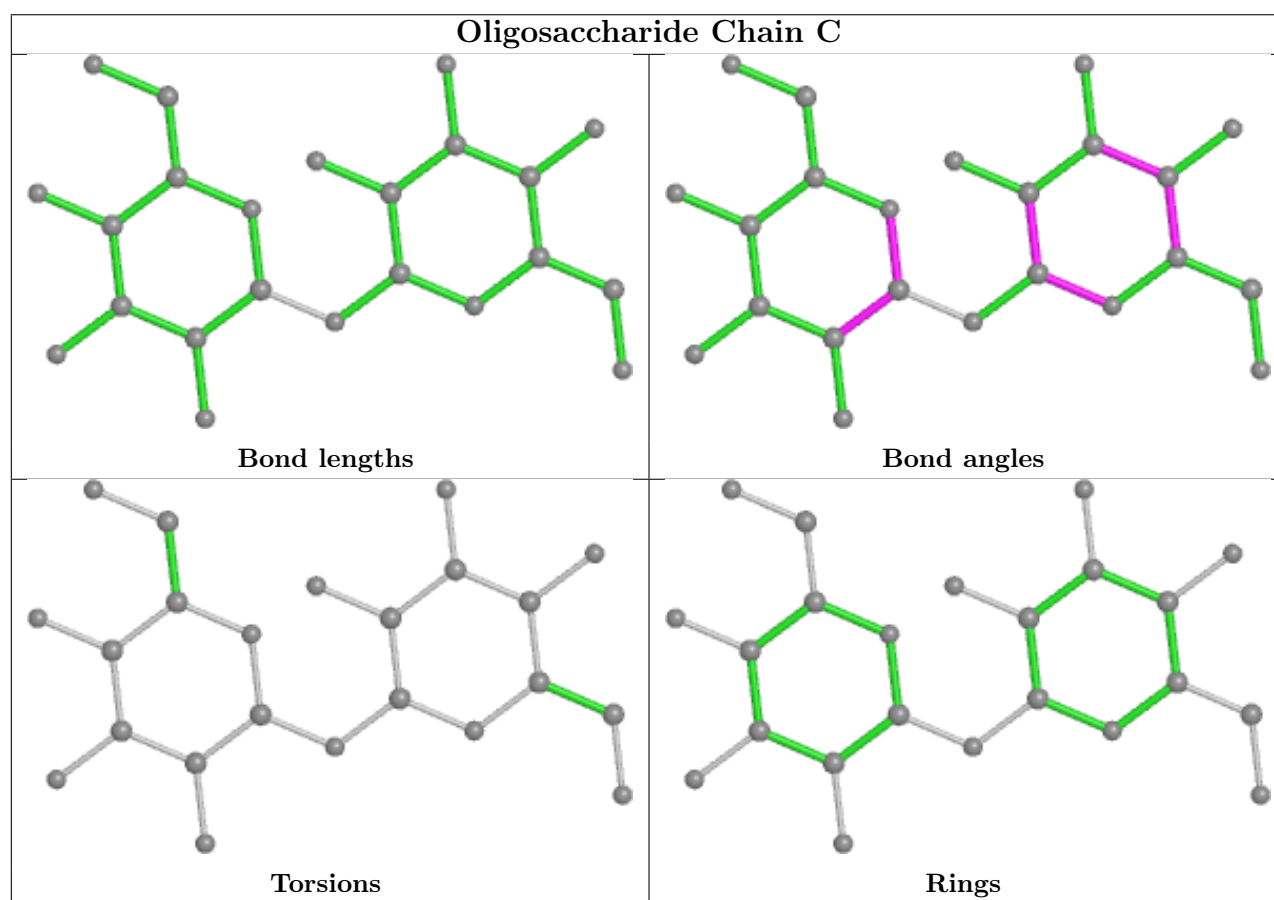 Oligosaccharide Chain C
Bond lengths
Bond angles
Torsions
Rings